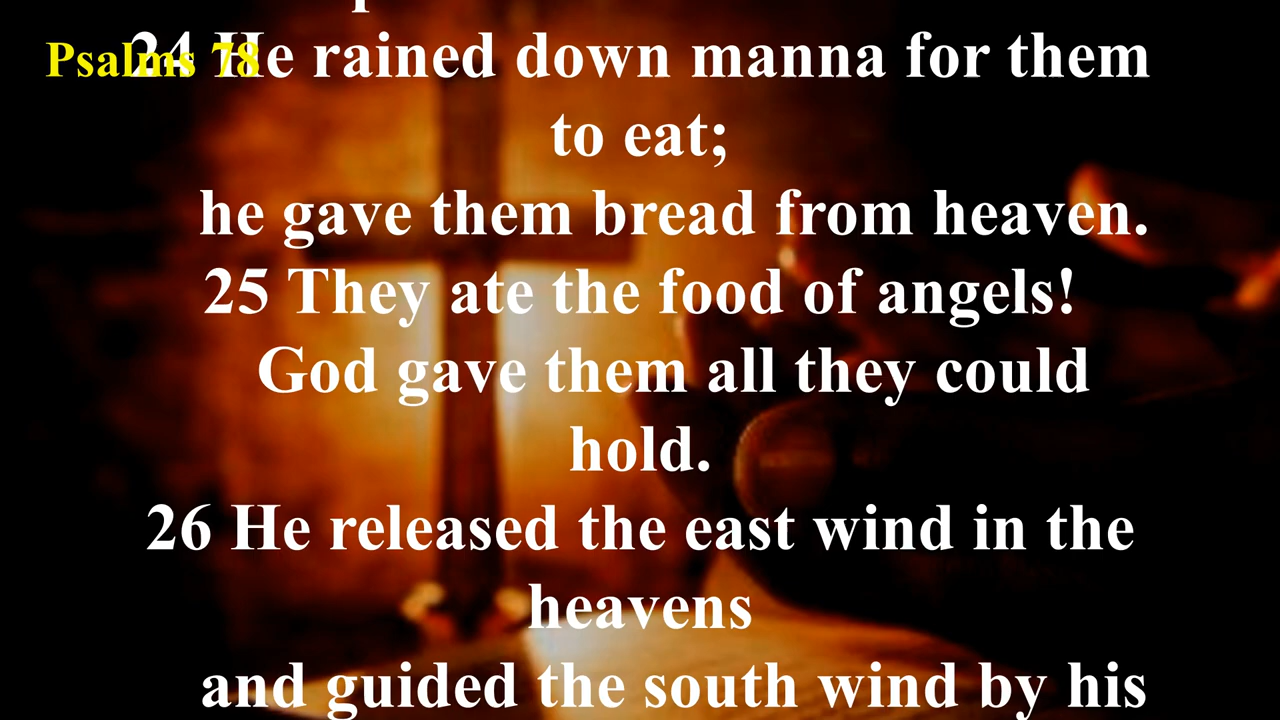 Psalms 78
24 He rained down manna for them
to eat;
he gave them bread from heaven.
25 They ate the food of angels!
God gave them all they could
hold.
26 He released the east wind in the
heavens
and guided the south wind by his